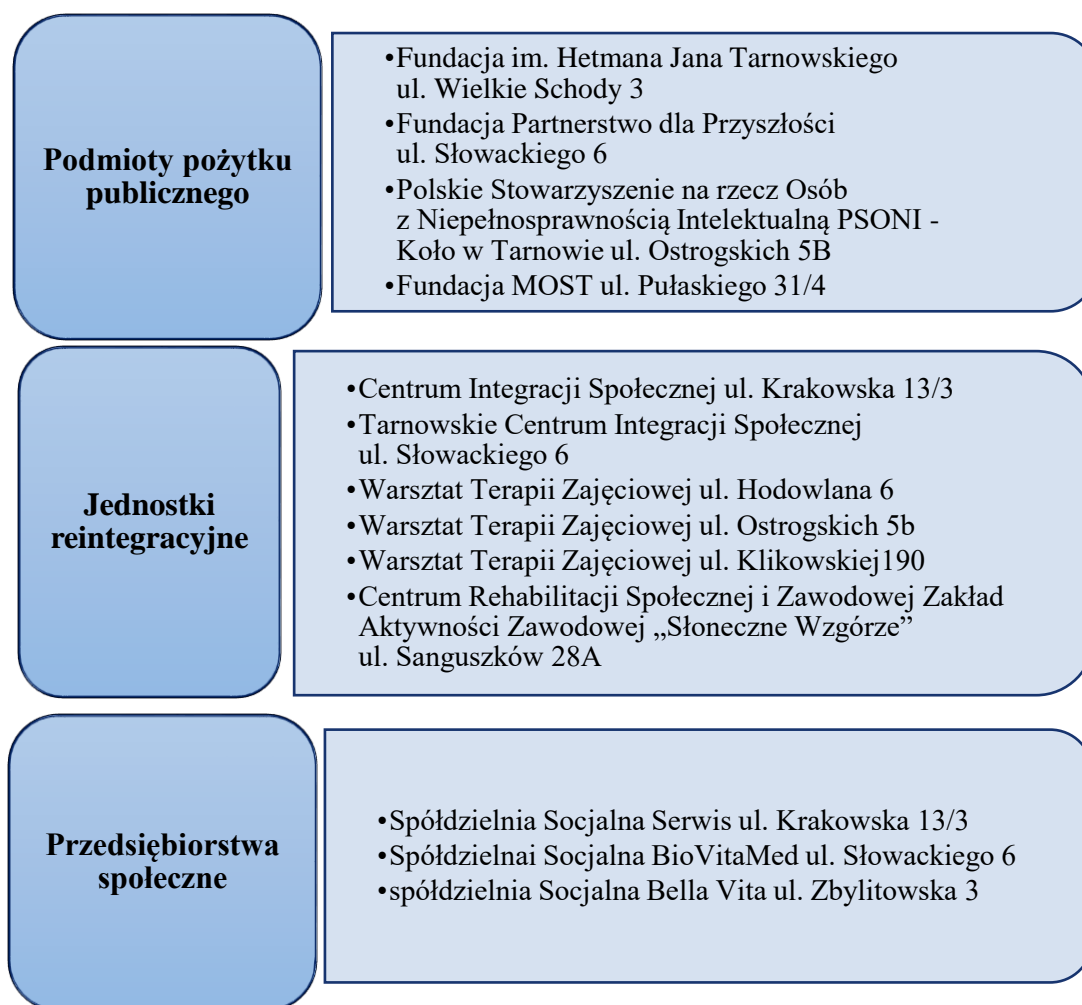 Podmioty pożytku
publicznego
•Fundacja im. Hetmana Jana Tarnowskiego
ul. Wielkie Schody 3
•Fundacja Partnerstwo dla Przyszłości
ul. Słowackiego 6
•Polskie Stowarzyszenie na rzecz Osób
z Niepełnosprawnością Intelektualną PSONI -
Koło w Tarnowie ul. Ostrogskich 5B
•Fundacja MOST ul. Pułaskiego 31/4
Jednostki
reintegracyjne
•Centrum Integracji Społecznej ul. Krakowska 13/3
•Tarnowskie Centrum Integracji Społecznej
ul. Słowackiego 6
•Warsztat Terapii Zajęciowej ul. Hodowlana 6
•Warsztat Terapii Zajęciowej ul. Ostrogskich 5b
•Warsztat Terapii Zajęciowej ul. Klikowskiej190
•Centrum Rehabilitacji Społecznej i Zawodowej Zakład
Aktywności Zawodowej „Słoneczne Wzgórze”
ul. Sanguszków 28A
Przedsiębiorstwa
społeczne
•Spółdzielnia Socjalna Serwis ul. Krakowska 13/3
•Spółdzielnai Socjalna BioVitaMed ul. Słowackiego 6
•spółdzielnia Socjalna Bella Vita ul. Zbylitowska 3